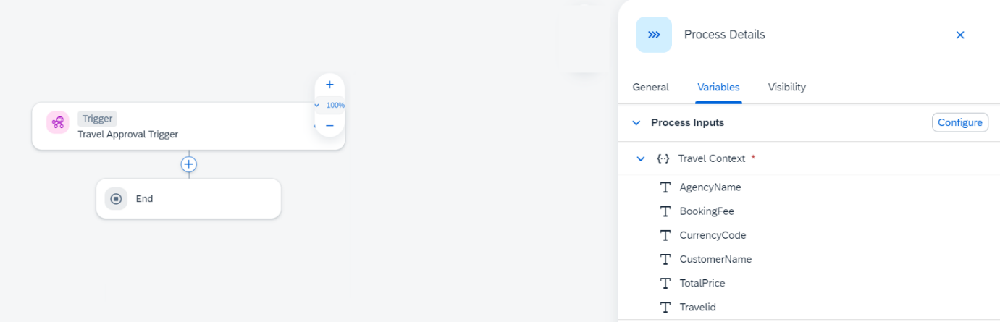 Trigger
Travel Approval Trigger
+
100%
−
+
End
Process Details
General Variables Visibility
Process Inputs Configure
{··} Travel Context *
AgencyName
BookingFee
CurrencyCode
CustomerName
TotalPrice
Travelid